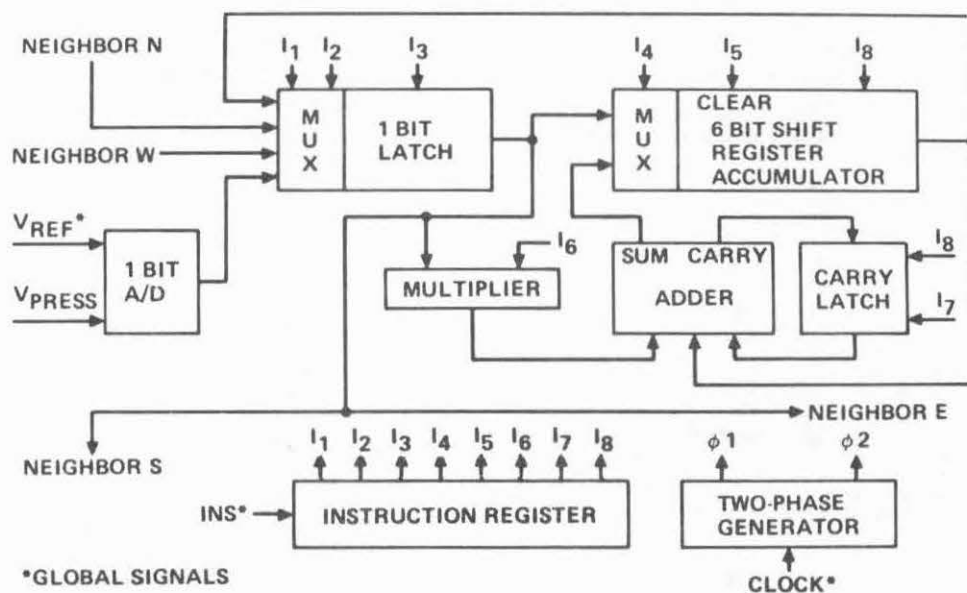 NEIGHBOR N
I1 I2 I3 I4 I5 I8
MUX
1 BIT
LATCH
MUX
CLEAR
6 BIT SHIFT
REGISTER
ACCUMULATOR
NEIGHBOR W
VREF*
VPRESS
1 BIT
A/D
I6
MULTIPLIER
SUM CARRY
ADDER
CARRY
LATCH
I8
I7
NEIGHBOR E
NEIGHBOR S
I1 I2 I3 I4 I5 I6 I7 I8
INS*
INSTRUCTION REGISTER
ϕ1 ϕ2
TWO-PHASE
GENERATOR
CLOCK*
*GLOBAL SIGNALS